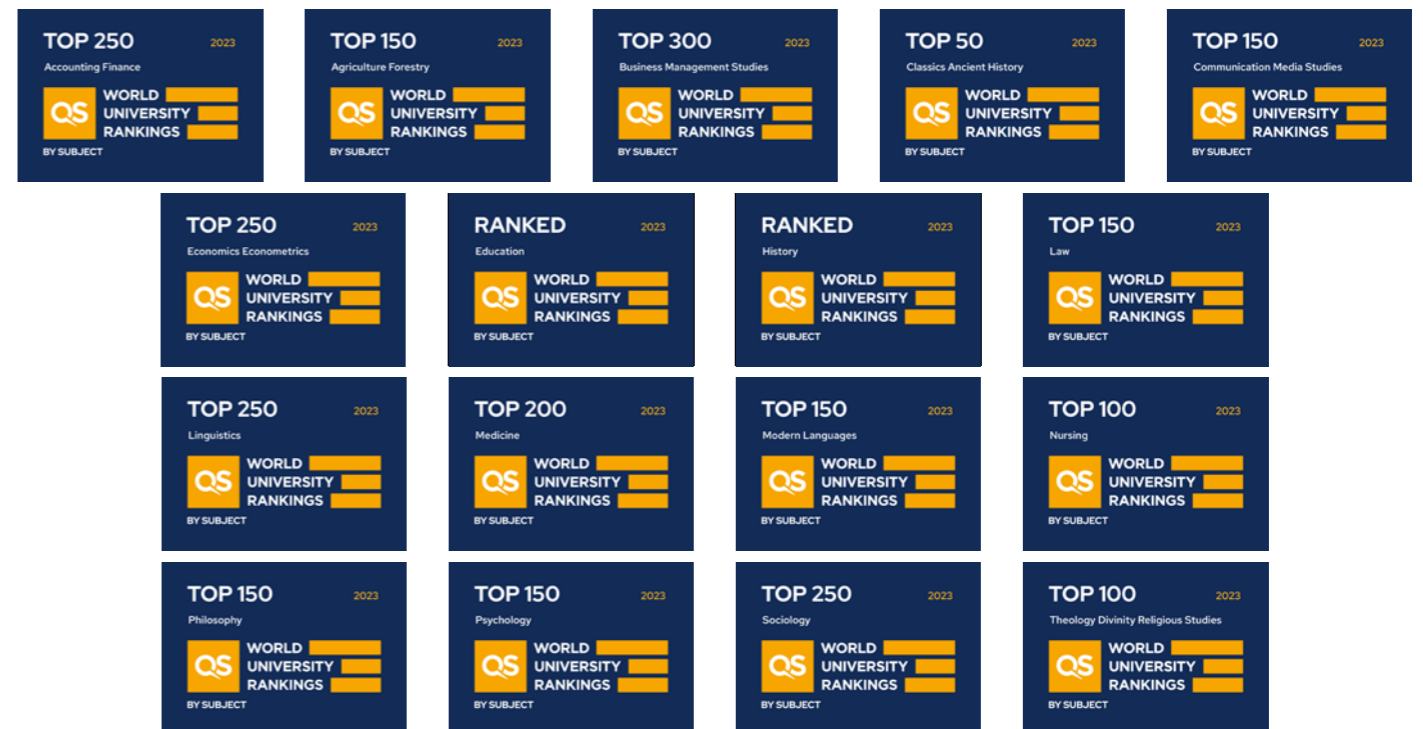 TOP 250 2023
Accounting Finance
QS WORLD
UNIVERSITY
RANKINGS
BY SUBJECT
TOP 150 2023
Agriculture Forestry
QS WORLD
UNIVERSITY
RANKINGS
BY SUBJECT
TOP 300 2023
Business Management Studies
QS WORLD
UNIVERSITY
RANKINGS
BY SUBJECT
TOP 50 2023
Classics Ancient History
QS WORLD
UNIVERSITY
RANKINGS
BY SUBJECT
TOP 150 2023
Communication Media Studies
QS WORLD
UNIVERSITY
RANKINGS
BY SUBJECT
TOP 250 2023
Economics Econometrics
QS WORLD
UNIVERSITY
RANKINGS
BY SUBJECT
RANKED 2023
Education
QS WORLD
UNIVERSITY
RANKINGS
BY SUBJECT
RANKED 2023
History
QS WORLD
UNIVERSITY
RANKINGS
BY SUBJECT
TOP 150 2023
Law
QS WORLD
UNIVERSITY
RANKINGS
BY SUBJECT
TOP 250 2023
Linguistics
QS WORLD
UNIVERSITY
RANKINGS
BY SUBJECT
TOP 200 2023
Medicine
QS WORLD
UNIVERSITY
RANKINGS
BY SUBJECT
TOP 150 2023
Modern Languages
QS WORLD
UNIVERSITY
RANKINGS
BY SUBJECT
TOP 100 2023
Nursing
QS WORLD
UNIVERSITY
RANKINGS
BY SUBJECT
TOP 150 2023
Philosophy
QS WORLD
UNIVERSITY
RANKINGS
BY SUBJECT
TOP 150 2023
Psychology
QS WORLD
UNIVERSITY
RANKINGS
BY SUBJECT
TOP 250 2023
Sociology
QS WORLD
UNIVERSITY
RANKINGS
BY SUBJECT
TOP 100 2023
Theology Divinity Religious Studies
QS WORLD
UNIVERSITY
RANKINGS
BY SUBJECT